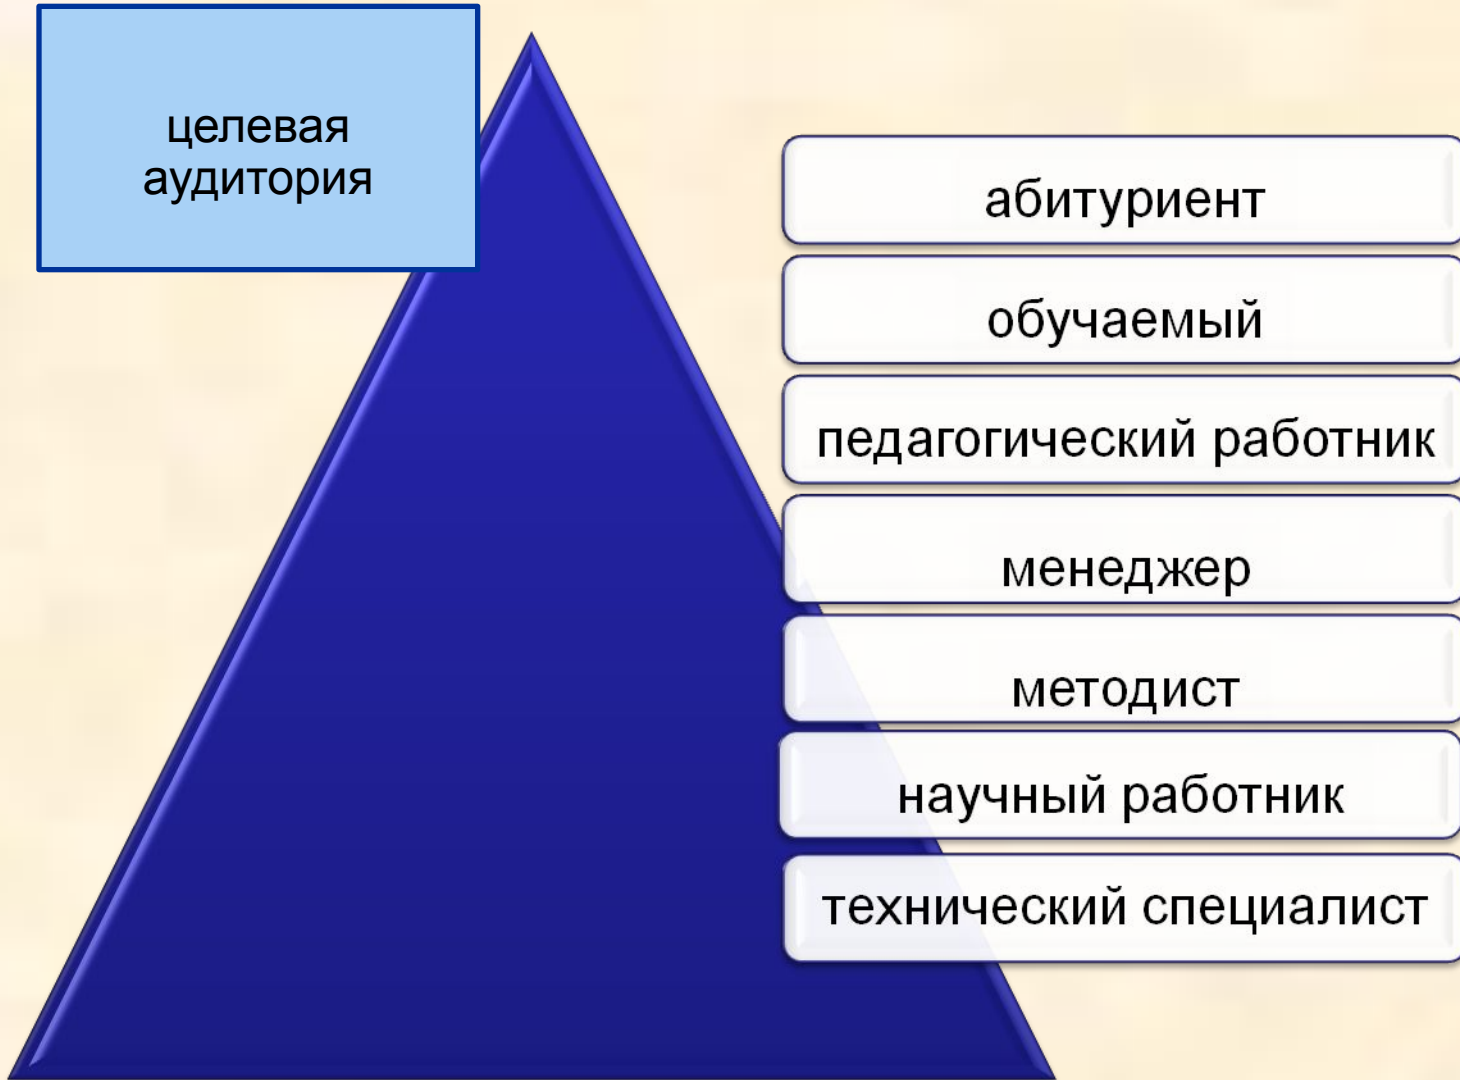 целевая
аудитория
абитуриент
обучаемый
педагогический работник
менеджер
методист
научный работник
технический специалист